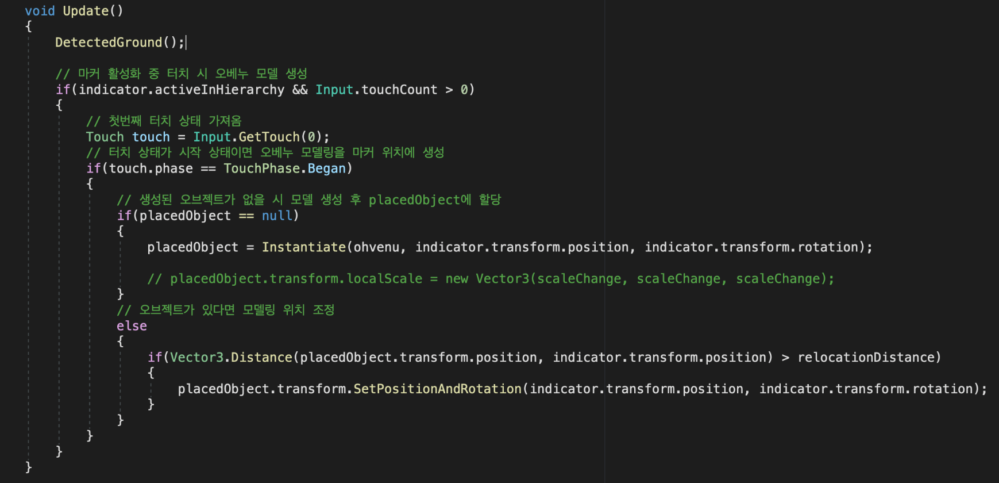 void Update()
{
DetectedGround();
// 마커 활성화 중 터치 시 오베누 모델 생성
if(indicator.activeInHierarchy && Input.touchCount > 0)
{
// 첫번째 터치 상태 가져옴
Touch touch = Input.GetTouch(0);
// 터치 상태가 시작 상태이면 오베누 모델링을 마커 위치에 생성
if(touch.phase == TouchPhase.Began)
{
// 생성된 오브젝트가 없을 시 모델 생성 후 placedObject에 할당
if(placedObject == null)
{
placedObject = Instantiate(ohvenu, indicator.transform.position, indicator.transform.rotation);
// placedObject.transform.localScale = new Vector3(scaleChange, scaleChange, scaleChange);
}
// 오브젝트가 있다면 모델링 위치 조정
else
{
if(Vector3.Distance(placedObject.transform.position, indicator.transform.position) > relocationDistance)
{
placedObject.transform.SetPositionAndRotation(indicator.transform.position, indicator.transform.rotation);
}
}
}
}
}